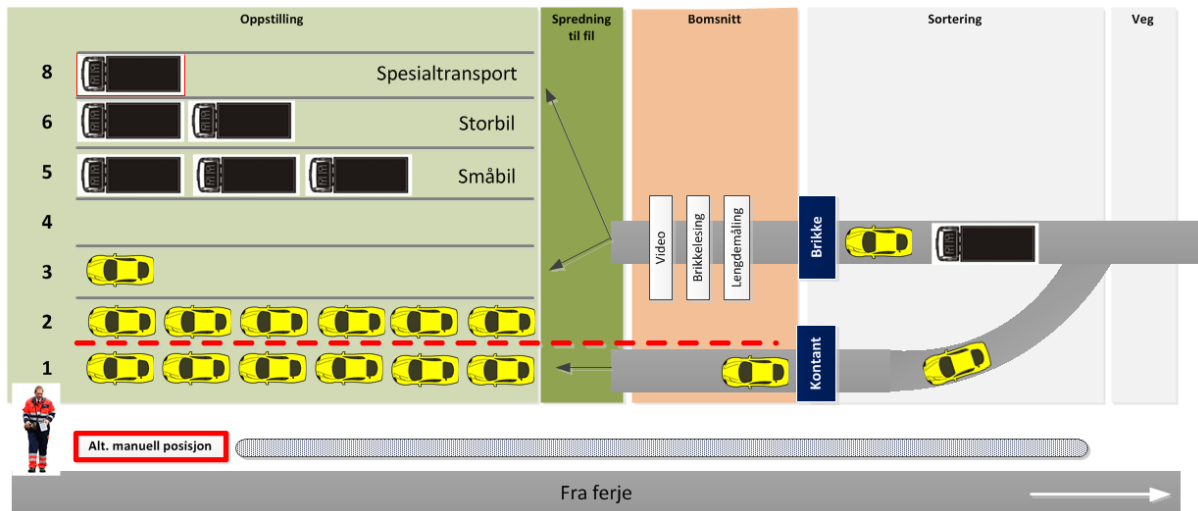 Oppstilling
Spredning
til fil
Bomsnitt
Sortering
Veg
8
Spesialtransport
6
Storbil
5
Småbil
4
3
2
1
Video
Brikkelesing
Lengdemåling
Brikke
Kontant
Alt. manuell posisjon
Fra ferje